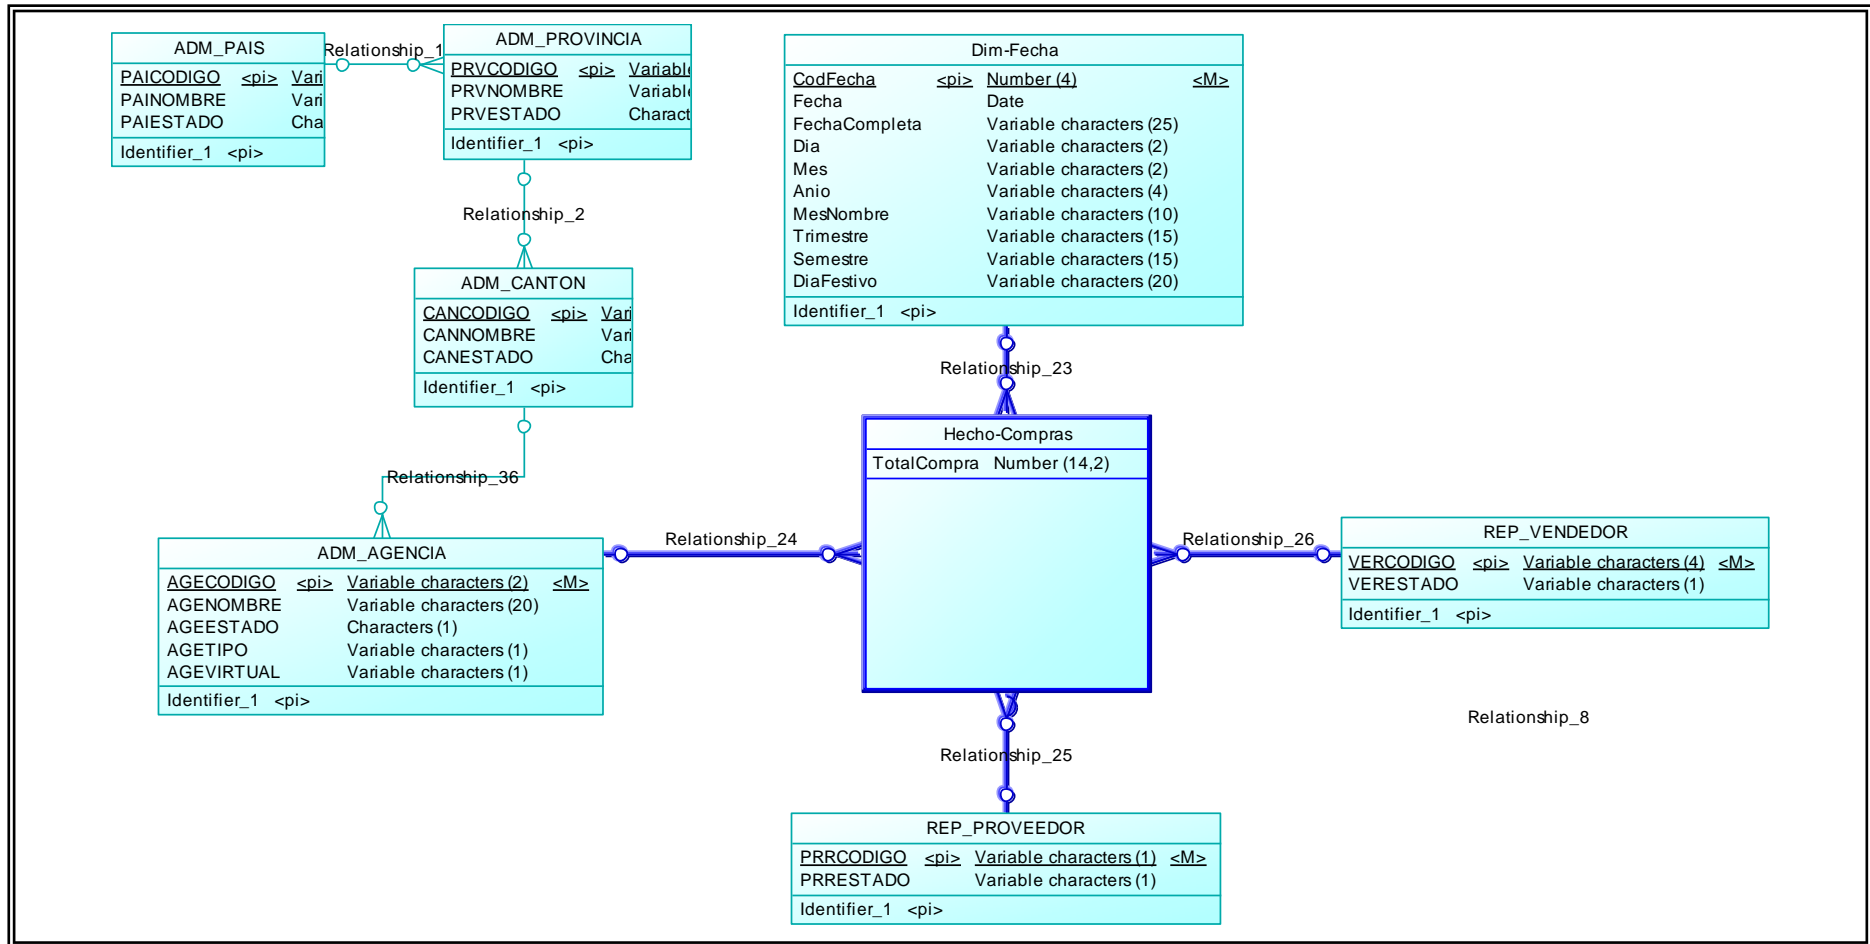 ADM_PAIS
PAICODIGO <pi> Vari
PAINOMBRE Vari
PAIESTADO Cha
Identifier_1 <pi>
Relationship_1
ADM_PROVINCIA
PRVCODIGO <pi> Variable
PRVNOMBRE Variable
PRVESTADO Charact
Identifier_1 <pi>
Relationship_2
ADM_CANTON
CANCODIGO <pi> Vari
CANNOMBRE Vari
CANESTADO Cha
Identifier_1 <pi>
Relationship_36
ADM_AGENCIA
AGECODIGO <pi> Variable characters (2) <M>
AGENOMBRE Variable characters (20)
AGEESTADO Characters (1)
AGETIPO Variable characters (1)
AGEVIRTUAL Variable characters (1)
Identifier_1 <pi>
Relationship_24
Dim-Fecha
CodFecha <pi> Number (4) <M>
Fecha Date
FechaCompleta Variable characters (25)
Dia Variable characters (2)
Mes Variable characters (2)
Anio Variable characters (4)
MesNombre Variable characters (10)
Trimestre Variable characters (15)
Semestre Variable characters (15)
DiaFestivo Variable characters (20)
Identifier_1 <pi>
Relationship_23
Hecho-Compras
TotalCompra Number (14,2)
Relationship_26
REP_VENDEDOR
VERCODIGO <pi> Variable characters (4) <M>
VERESTADO Variable characters (1)
Identifier_1 <pi>
Relationship_8
Relationship_25
REP_PROVEEDOR
PRRCODIGO <pi> Variable characters (1) <M>
PRRESTADO Variable characters (1)
Identifier_1 <pi>